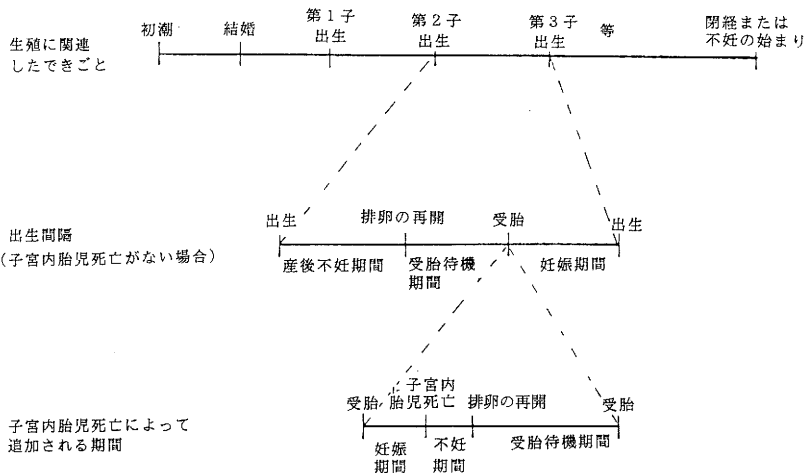 生殖に関連
したできごと
初潮
結婚
第１子
出生
第２子
出生
第３子
出生
等
閉経または
不妊の始まり
出生間隔
(子宮内胎児死亡がない場合)
出生
排卵の再開
受胎
出生
産後不妊期間
受胎待機
期間
妊娠期間
子宮内胎児死亡によって
追加される期間
受胎
子宮内
胎児死亡
排卵の再開
受胎
妊娠
期間
不妊
期間
受胎待機期間